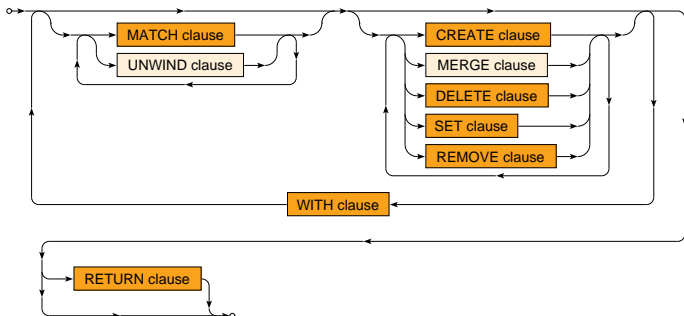 MATCH clause
UNWIND clause
CREATE clause
MERGE clause
DELETE clause
SET clause
REMOVE clause
WITH clause
RETURN clause